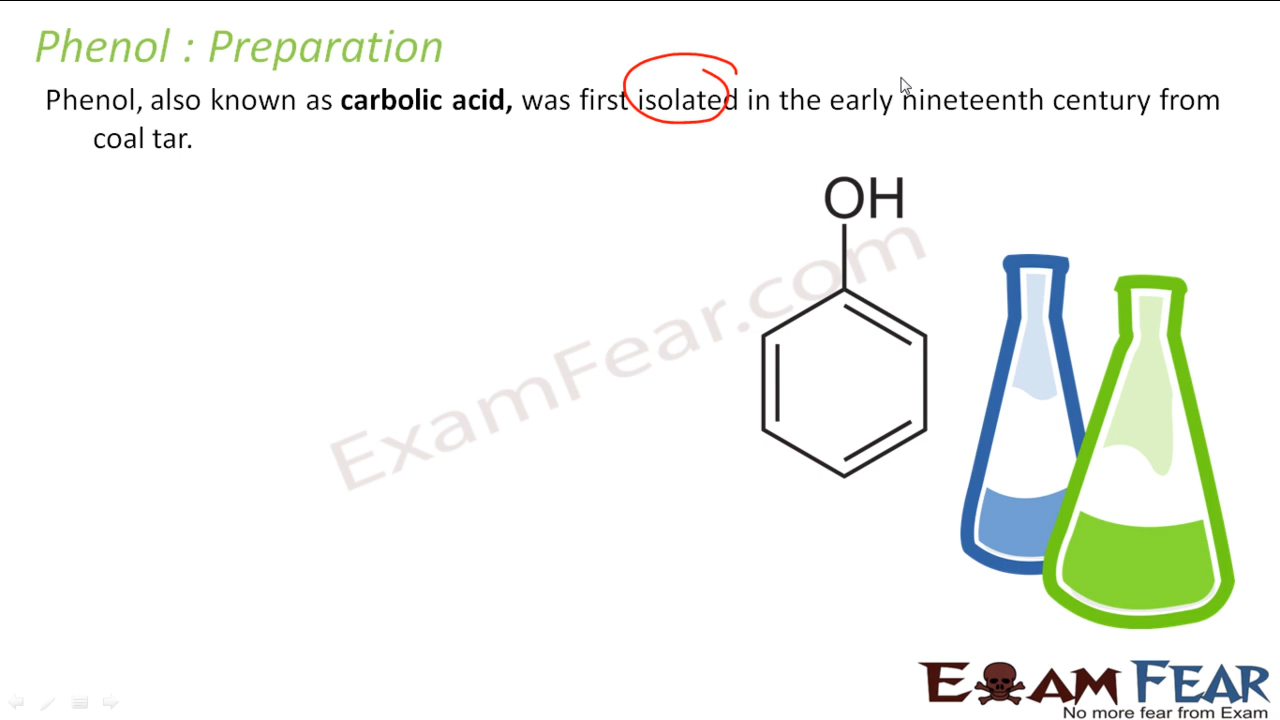 Phenol : Preparation
Phenol, also known as carbolic acid, was first isolated in the early nineteenth century from
coal tar.
OH
ExamFear.com
EXAM FEAR
No more fear from Exam